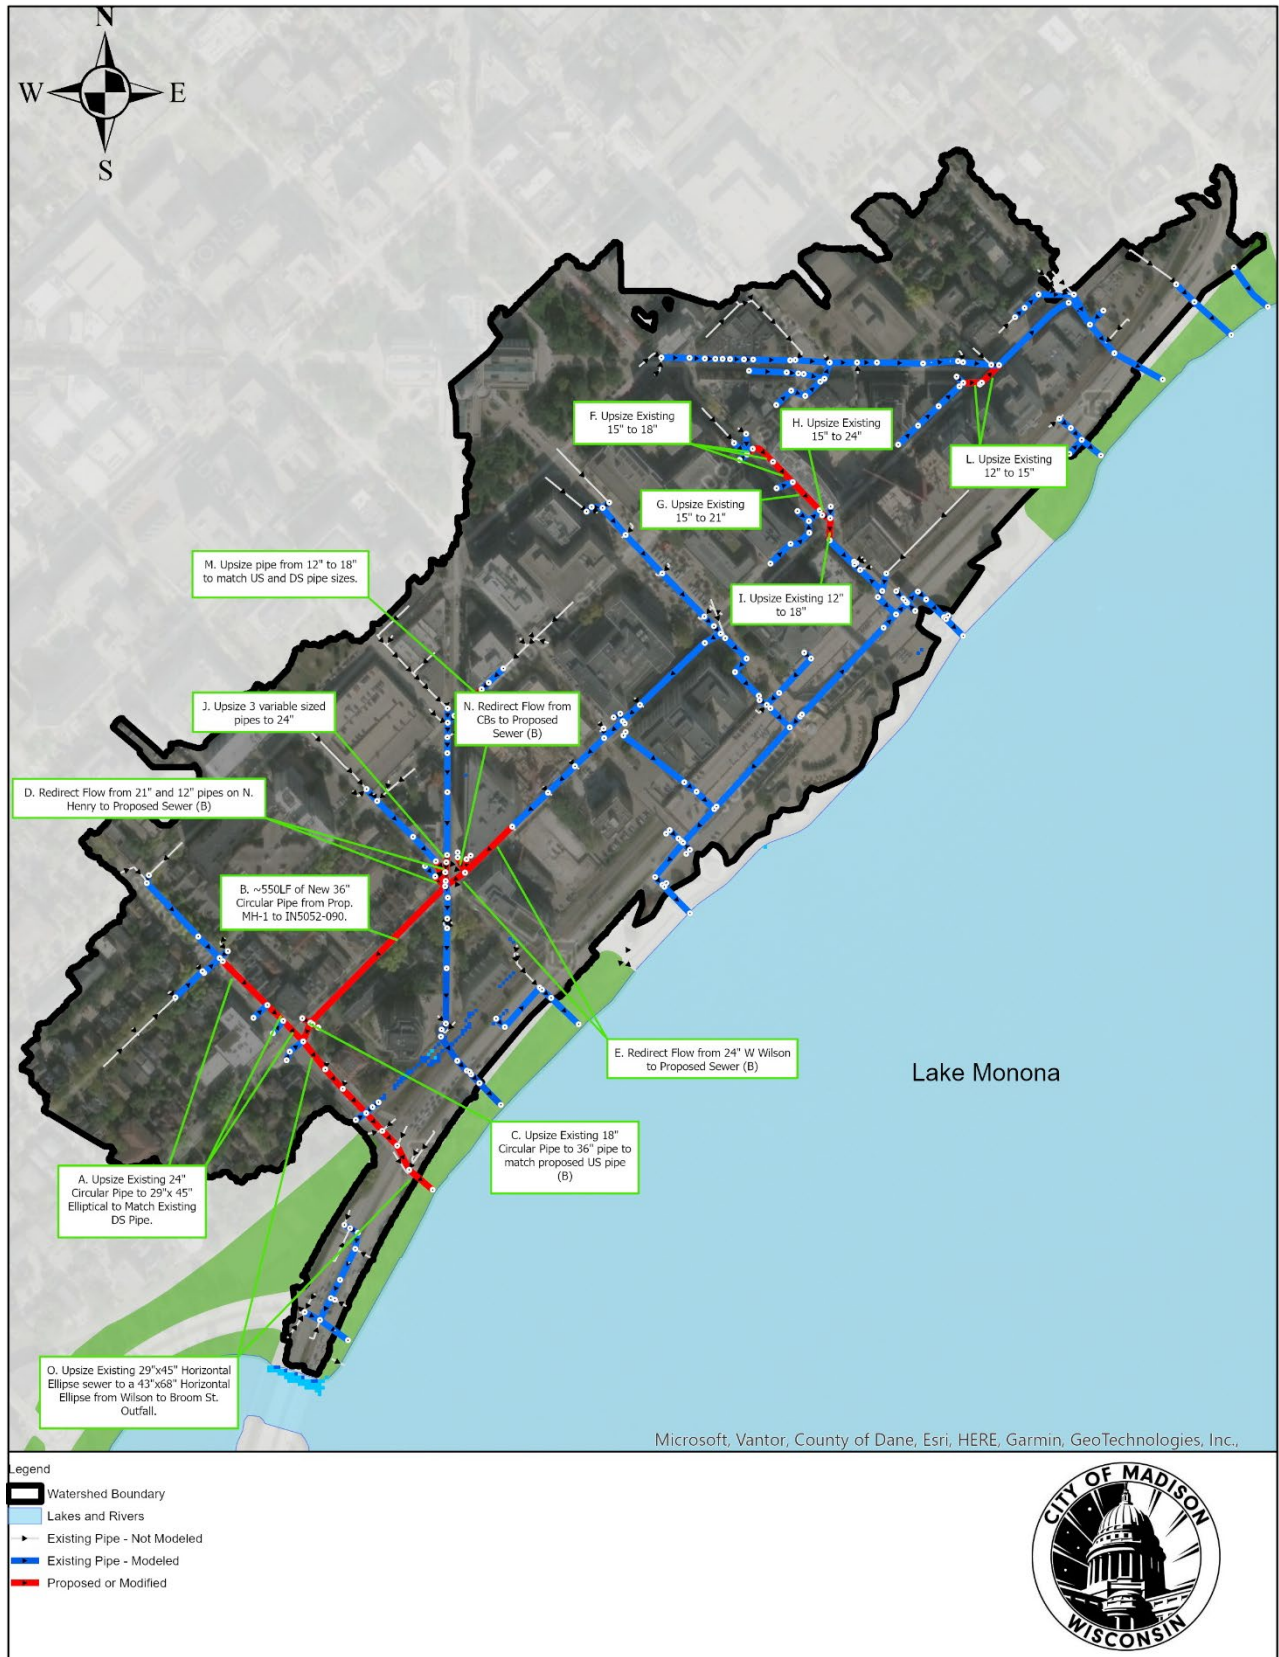 N
W
E
S
F. Upsize Existing
15" to 18"
H. Upsize Existing
15" to 24"
L. Upsize Existing
12" to 15"
G. Upsize Existing
15" to 21"
M. Upsize pipe from 12" to 18"
to match US and DS pipe sizes.
I. Upsize Existing 12"
to 18"
J. Upsize 3 variable sized
pipes to 24"
N. Redirect Flow from
CBs to Proposed
Sewer (B)
D. Redirect Flow from 21" and 12" pipes on N.
Henry to Proposed Sewer (B)
B. ~550LF of New 36"
Circular Pipe from Prop.
MH-1 to IN5052-090.
E. Redirect Flow from 24" W Wilson
to Proposed Sewer (B)
Lake Monona
C. Upsize Existing 18"
Circular Pipe to 36" pipe to
match proposed US pipe
(B)
A. Upsize Existing 24"
Circular Pipe to 29"x 45"
Elliptical to Match Existing
DS Pipe.
O. Upsize Existing 29"x45" Horizontal
Ellipse sewer to a 43"x68" Horizontal
Ellipse from Wilson to Broom St.
Outfall.
Microsoft, Vantor, County of Dane, Esri, HERE, Garmin, GeoTechnologies, Inc.,
Legend
Watershed Boundary
Lakes and Rivers
Existing Pipe - Not Modeled
Existing Pipe - Modeled
Proposed or Modified
CITY OF MADISON
WISCONSIN